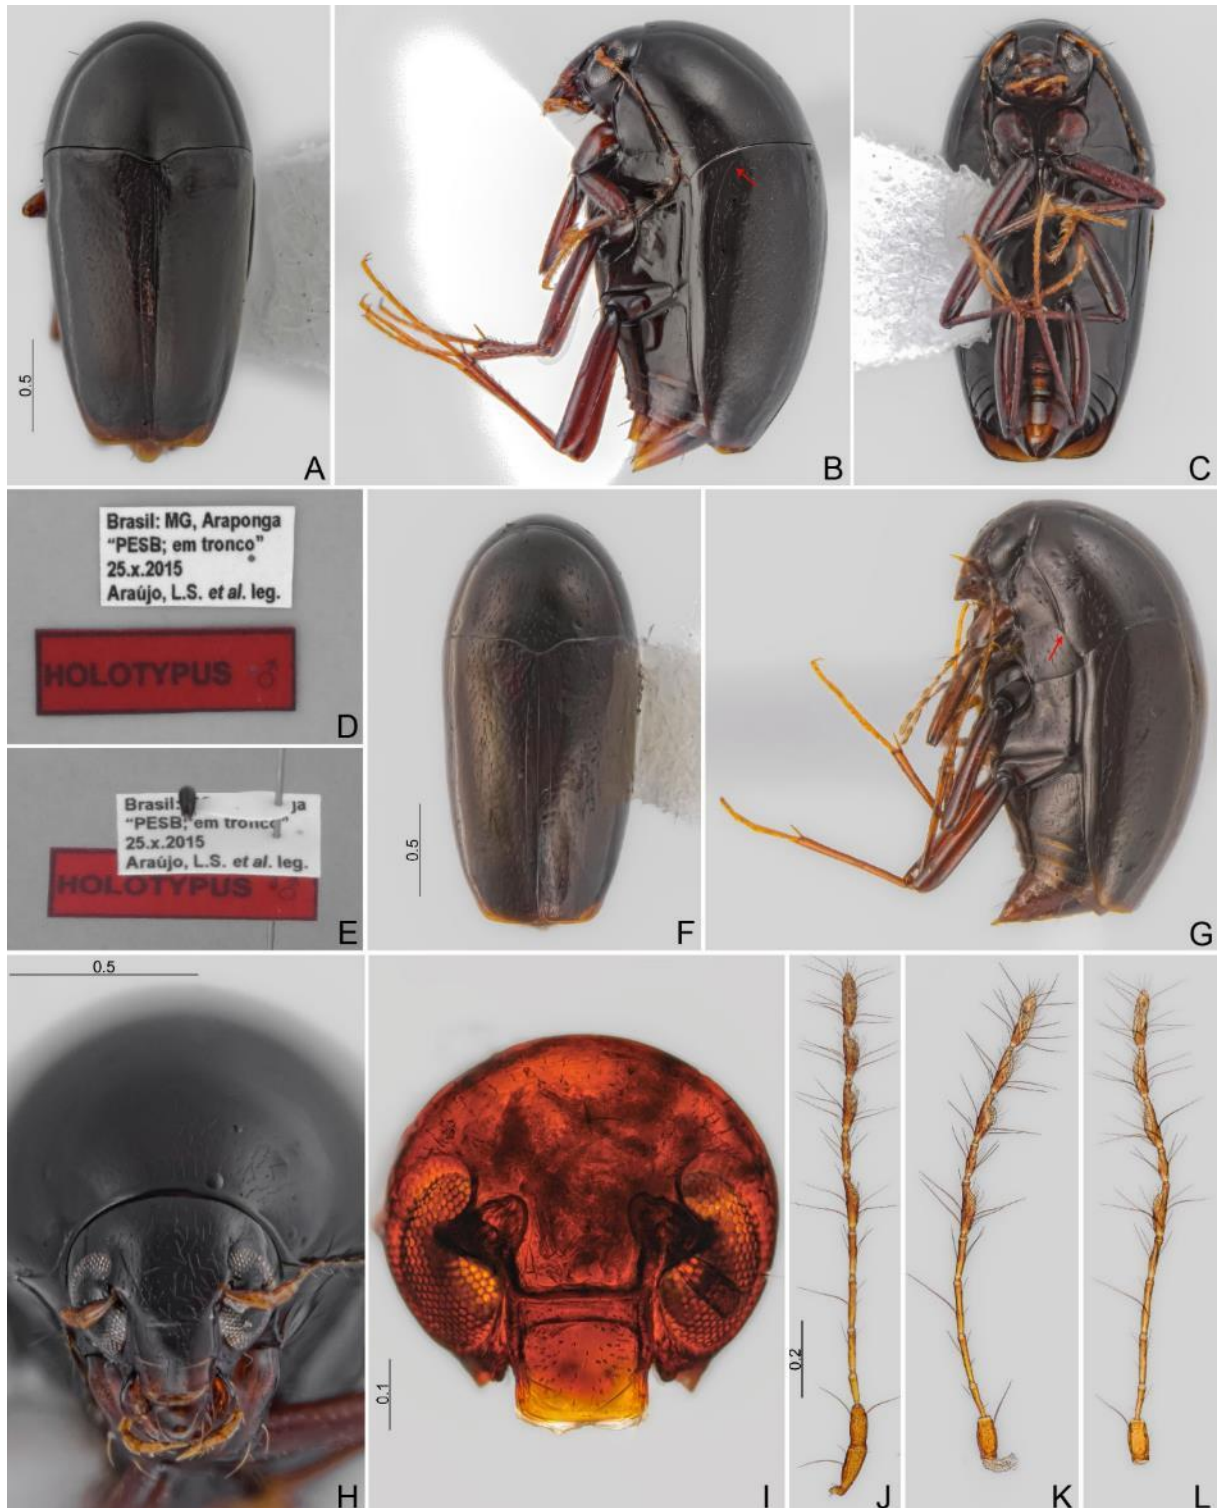 0.5
A
B
C
Brasil: MG, Araponga
“PESB; em tronco”
25.x.2015
Araújo, L.S. et al. leg.
HOLOTYPUS ♂
D
Brasil: ja
“PESB; em tronco”
25.x.2015
Araújo, L.S. et al. leg.
HOLOTYPUS ♂
E
0.5
F
G
0.5
H
0.1
I
0.2
J
K
L